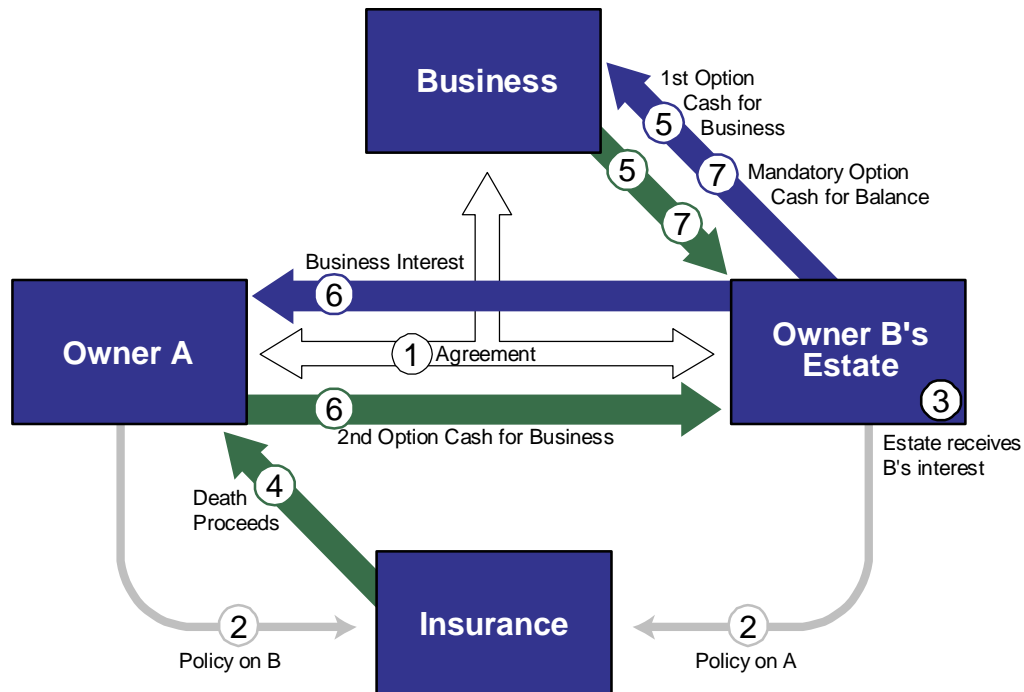 Business
1st Option
Cash for
Business
5
5
7
Mandatory Option
Cash for Balance
7
Business Interest
6
Owner A
1
Agreement
Owner B's
Estate
3
6
2nd Option Cash for Business
Estate receives
B's interest
4
Death
Proceeds
Insurance
2
Policy on B
2
Policy on A